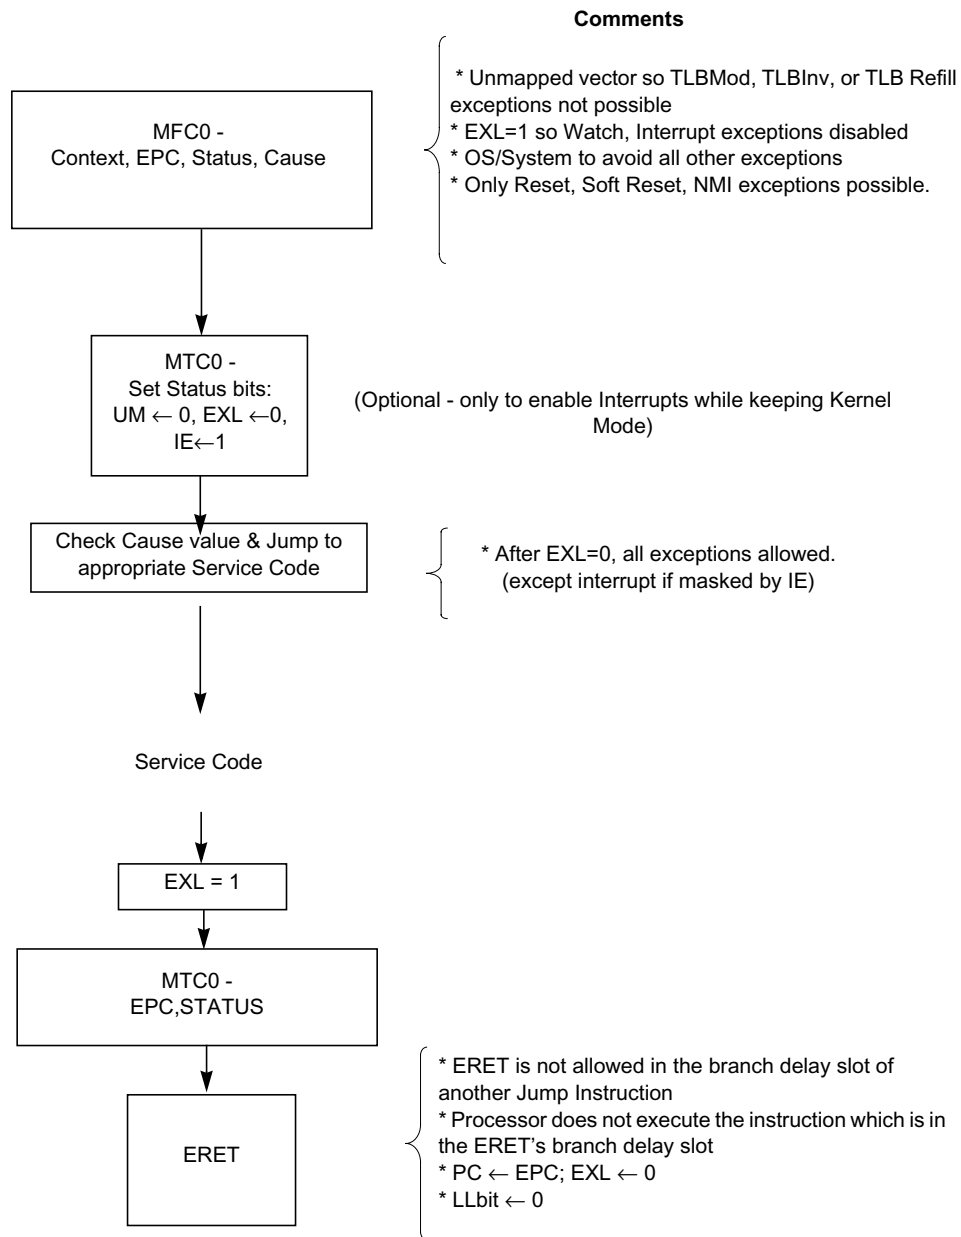 Comments
MFC0 -
Context, EPC, Status, Cause
* Unmapped vector so TLBMod, TLBInv, or TLB Refill
exceptions not possible
* EXL=1 so Watch, Interrupt exceptions disabled
* OS/System to avoid all other exceptions
* Only Reset, Soft Reset, NMI exceptions possible.
MTC0 -
Set Status bits:
UM ← 0, EXL ←0,
IE←1
(Optional - only to enable Interrupts while keeping Kernel
Mode)
Check Cause value & Jump to
appropriate Service Code
* After EXL=0, all exceptions allowed.
(except interrupt if masked by IE)
Service Code
EXL = 1
MTC0 -
EPC,STATUS
ERET
* ERET is not allowed in the branch delay slot of
another Jump Instruction
* Processor does not execute the instruction which is in
the ERET's branch delay slot
* PC ← EPC; EXL ← 0
* LLbit ← 0